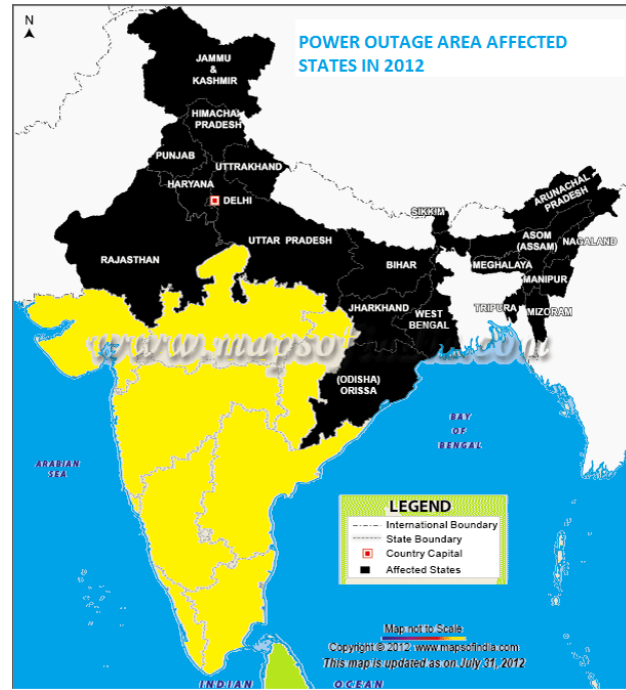 N
POWER OUTAGE AREA AFFECTED
STATES IN 2012
JAMMU
&
KASHMIR
HIMACHAL
PRADESH
PUNJAB
UTTRAKHAND
HARYANA
DELHI
SIKKIM
ARUNACHAL
PRADESH
UTTAR PRADESH
ASOM
(ASSAM)
NAGALAND
RAJASTHAN
BIHAR
MEGHALAYA
MANIPUR
JHARKHAND
WEST
BENGAL
TRIPURA
MIZORAM
www.mapsofindia.com
(ODISHA)
ORISSA
BAY
OF
BENGAL
ARABIAN
SEA
LEGEND
International Boundary
State Boundary
Country Capital
Affected States
Map not to Scale
Copyright © 2012 www.mapsofindia.com
This map is updated as on July 31, 2012
INDIAN OCEAN